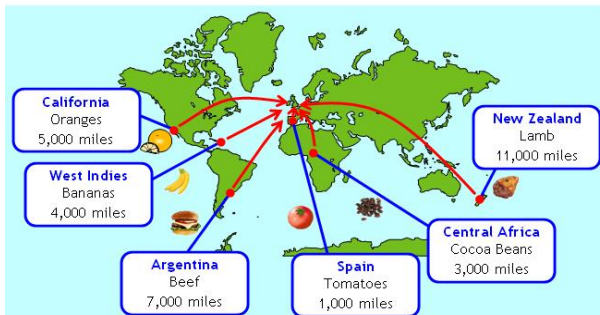 California
Oranges
5,000 miles
West Indies
Bananas
4,000 miles
Argentina
Beef
7,000 miles
Spain
Tomatoes
1,000 miles
Central Africa
Cocoa Beans
3,000 miles
New Zealand
Lamb
11,000 miles